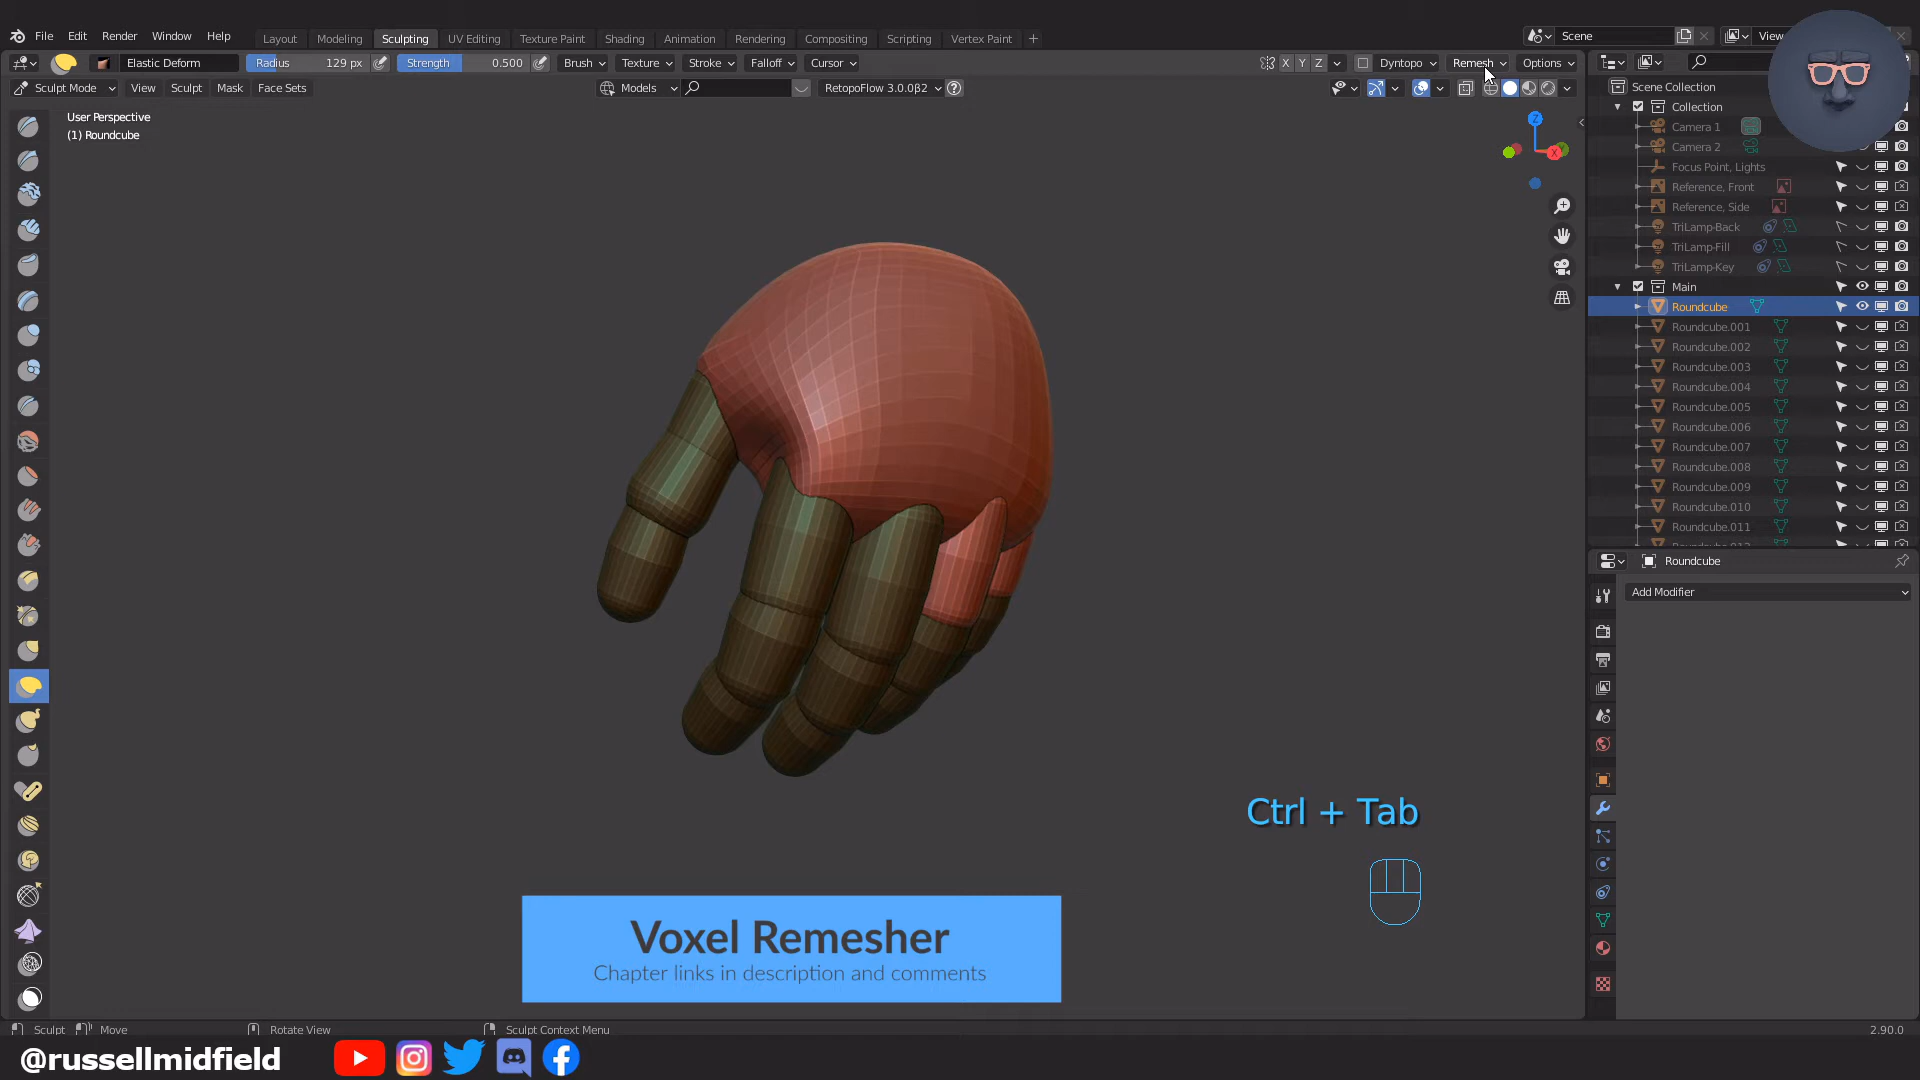 File Edit Render Window Help
Layout Modeling Sculpting UV Editing Texture Paint Shading Animation Rendering Compositing Scripting Vertex Paint +
Scene
View
Elastic Deform Radius 129 px Strength 0.500 Brush Texture Stroke Falloff Cursor
X Y Z Dyntopo Remesh Options
Sculpt Mode View Sculpt Mask Face Sets
Models RetopoFlow 3.0.0β2 ?
User Perspective
(1) Roundcube
Z
X
Scene Collection
Collection
Camera 1
Camera 2
Focus Point, Lights
Reference, Front
Reference, Side
TriLamp-Back
TriLamp-Fill
TriLamp-Key
Main
Roundcube
Roundcube.001
Roundcube.002
Roundcube.003
Roundcube.004
Roundcube.005
Roundcube.006
Roundcube.007
Roundcube.008
Roundcube.009
Roundcube.010
Roundcube.011
Roundcube
Add Modifier
Ctrl + Tab
Voxel Remesher
Chapter links in description and comments
Sculpt Move Rotate View Sculpt Context Menu
2.90.0
@russellmidfield